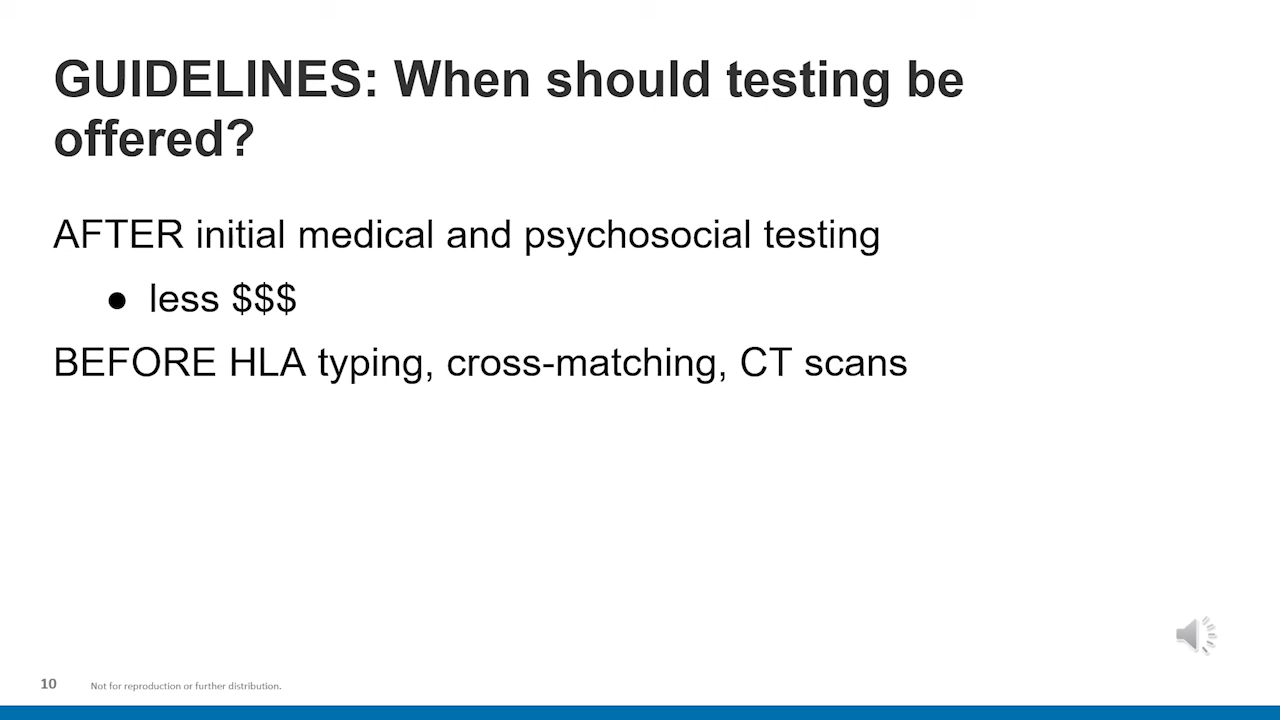 GUIDELINES: When should testing be
offered?
AFTER initial medical and psychosocial testing
● less $$$
BEFORE HLA typing, cross-matching, CT scans
10 Not for reproduction or further distribution.